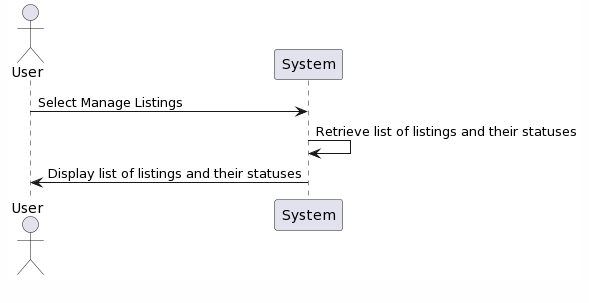 User
System
Select Manage Listings
Retrieve list of listings and their statuses
Display list of listings and their statuses
User
System